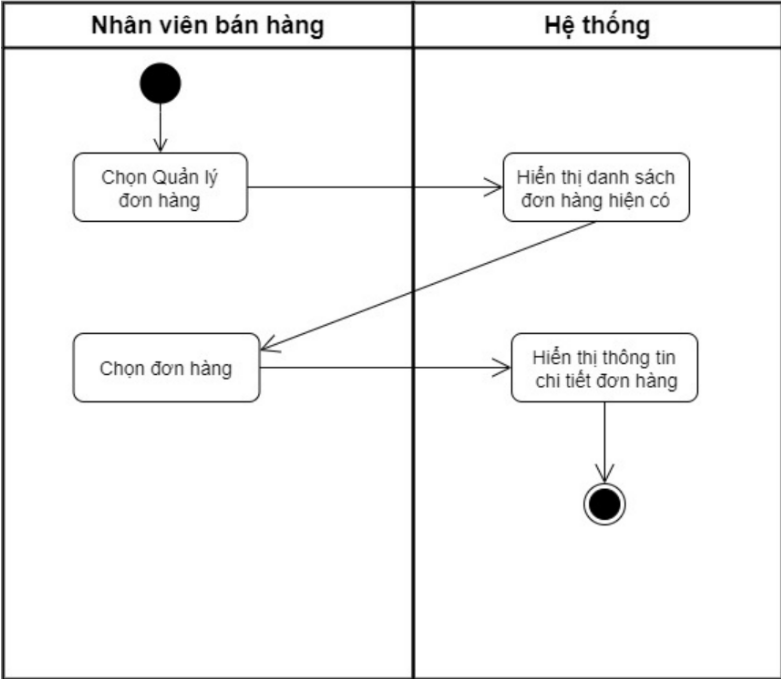 Nhân viên bán hàng
Hệ thống
Chọn Quản lý
đơn hàng
Hiển thị danh sách
đơn hàng hiện có
Chọn đơn hàng
Hiển thị thông tin
chi tiết đơn hàng